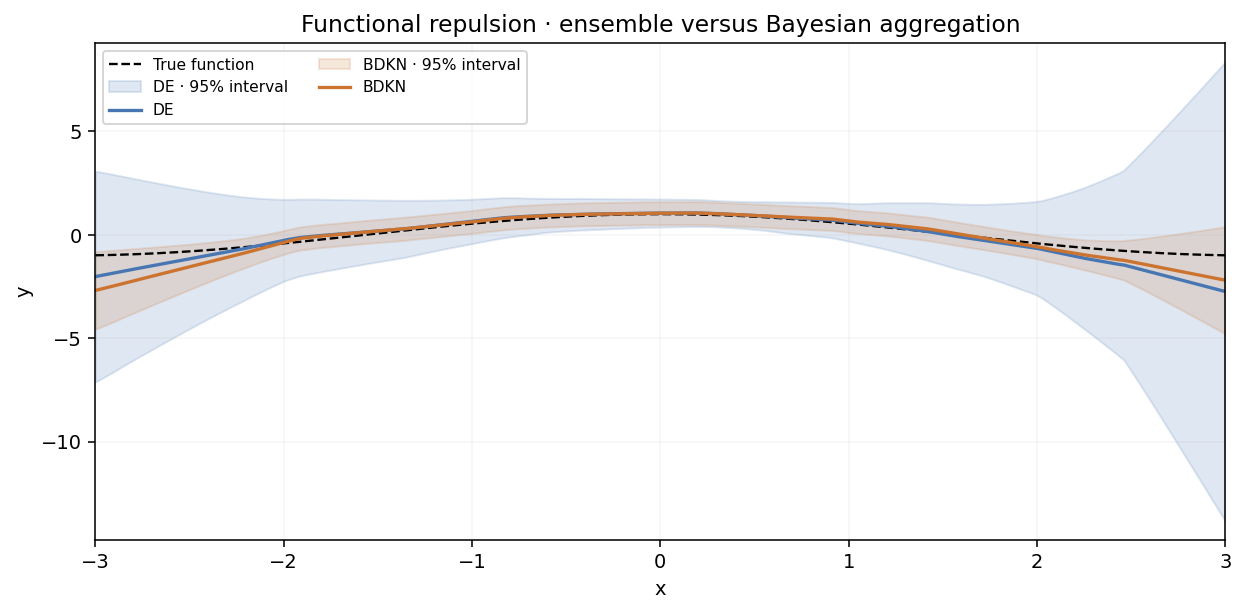 Functional repulsion · ensemble versus Bayesian aggregation
True function
DE · 95% interval
DE
BDKN · 95% interval
BDKN
y
5
0
−5
−10
−3
−2
−1
0
1
2
3
x